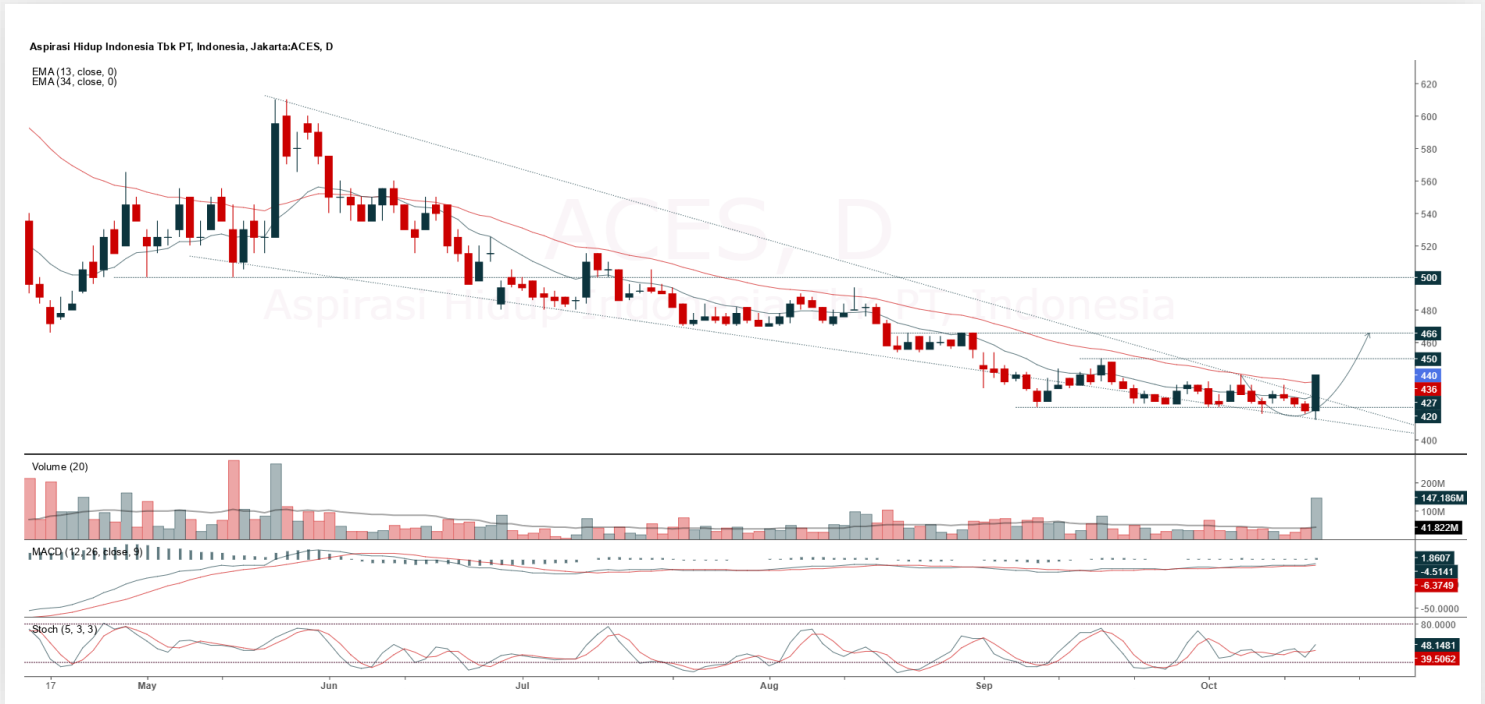 Aspirasi Hidup Indonesia Tbk PT, Indonesia, Jakarta:ACES, D
EMA (13, close, 0)
EMA (34, close, 0)
ACES, D
Aspirasi Hidup Indonesia Tbk PT, Indonesia
620
600
580
560
540
520
500
480
466
460
450
440
436
427
420
400
Volume (20)
200M
147.186M
100M
41.822M
MACD (12, 26, close, 9)
1.8607
-4.5141
-6.3749
-50.0000
Stoch (5, 3, 3)
80.0000
48.1481
39.5062
17 May Jun Jul Aug Sep Oct